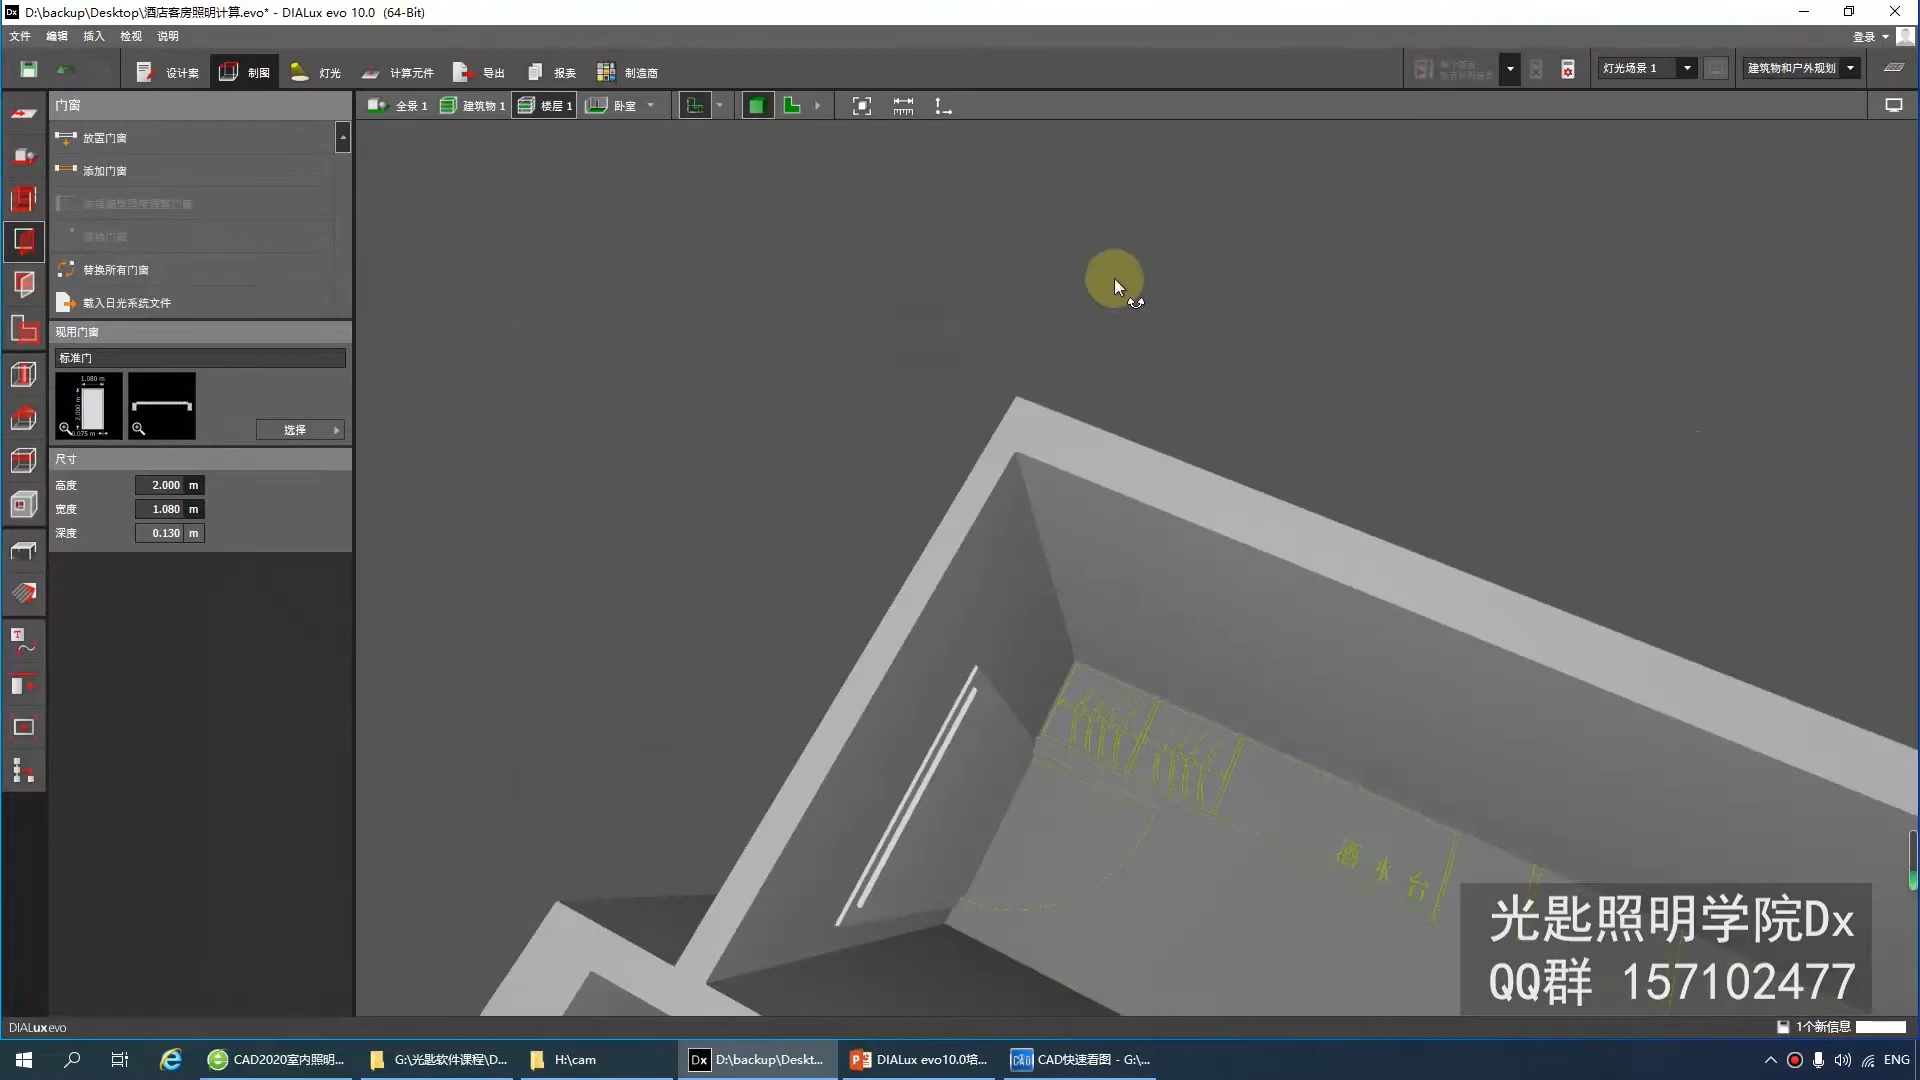 D:\backup\Desktop\酒店客房照明计算.evo* - DIALux evo 10.0 (64-Bit)
文件 编辑 插入 检视 说明
登录
设计案 制图 灯光 计算元件 导出 报表 制造商
灯光场景 1
建筑物和户外规划
门窗
全景 1 建筑物 1 楼层 1 卧室
放置门窗
添加门窗
替换所有门窗
载入日光系统文件
现用门窗
标准门
1.080 m
2.000 m
0.075 m
选择
尺寸
高度 2.000 m
宽度 1.080 m
深度 0.130 m
酒水台
光匙照明学院Dx
QQ群 157102477
DIALux evo
1个新信息
CAD2020室内照明...
G:\光匙软件课程\D...
H:\cam
D:\backup\Deskt...
DIALux evo10.0培...
CAD快速看图 - G:\...
ENG